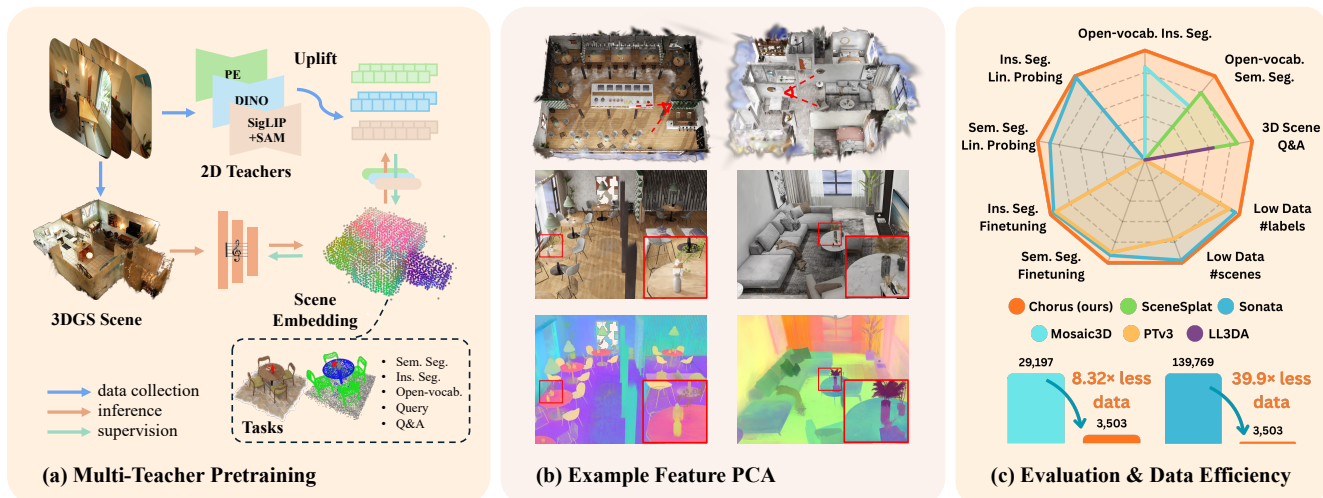 PE
DINO
SigLIP
+SAM
Uplift
2D Teachers
3DGS Scene
Scene
Embedding
data collection
inference
supervision
• Sem. Seg.
• Ins. Seg.
• Open-vocab.
• Query
• Q&A
Tasks
(a) Multi-Teacher Pretraining
(b) Example Feature PCA
Open-vocab. Ins. Seg.
Ins. Seg.
Lin. Probing
Open-vocab.
Sem. Seg.
Sem. Seg.
Lin. Probing
3D Scene
Q&A
Ins. Seg.
Finetuning
Low Data
#labels
Sem. Seg.
Finetuning
Low Data
#scenes
Chorus (ours)
SceneSplat
Sonata
Mosaic3D
PTv3
LL3DA
29,197
8.32× less
data
3,503
139,769
39.9× less
data
3,503
(c) Evaluation & Data Efficiency